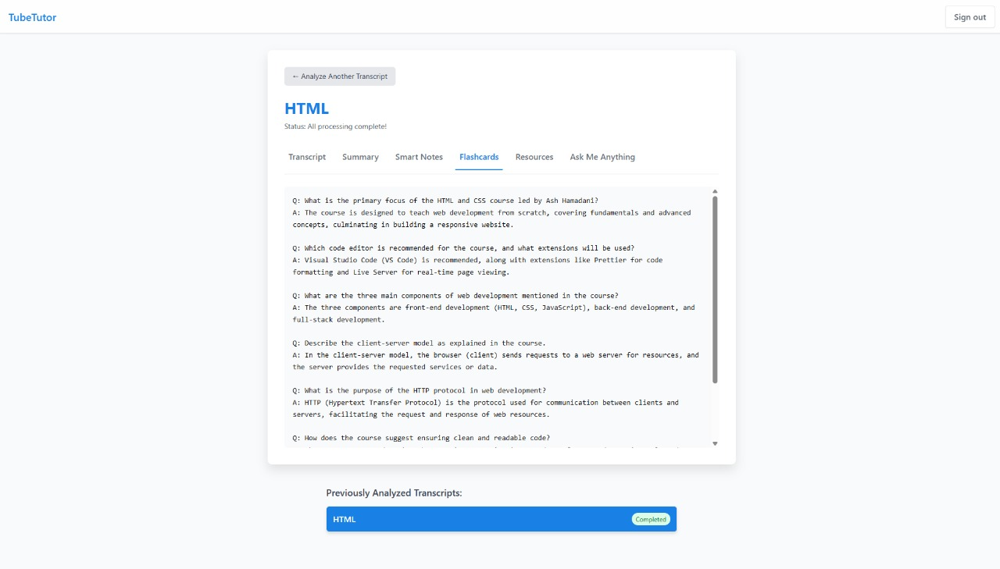 TubeTutor
Sign out
← Analyze Another Transcript
HTML
Status: All processing complete!
Transcript Summary Smart Notes Flashcards Resources Ask Me Anything
Q: What is the primary focus of the HTML and CSS course led by Ash Hamadani?
A: The course is designed to teach web development from scratch, covering fundamentals and advanced
concepts, culminating in building a responsive website.
Q: Which code editor is recommended for the course, and what extensions will be used?
A: Visual Studio Code (VS Code) is recommended, along with extensions like Prettier for code
formatting and Live Server for real-time page viewing.
Q: What are the three main components of web development mentioned in the course?
A: The three components are front-end development (HTML, CSS, JavaScript), back-end development, and
full-stack development.
Q: Describe the client-server model as explained in the course.
A: In the client-server model, the browser (client) sends requests to a web server for resources, and
the server provides the requested services or data.
Q: What is the purpose of the HTTP protocol in web development?
A: HTTP (Hypertext Transfer Protocol) is the protocol used for communication between clients and
servers, facilitating the request and response of web resources.
Q: How does the course suggest ensuring clean and readable code?
Previously Analyzed Transcripts:
HTML
Completed